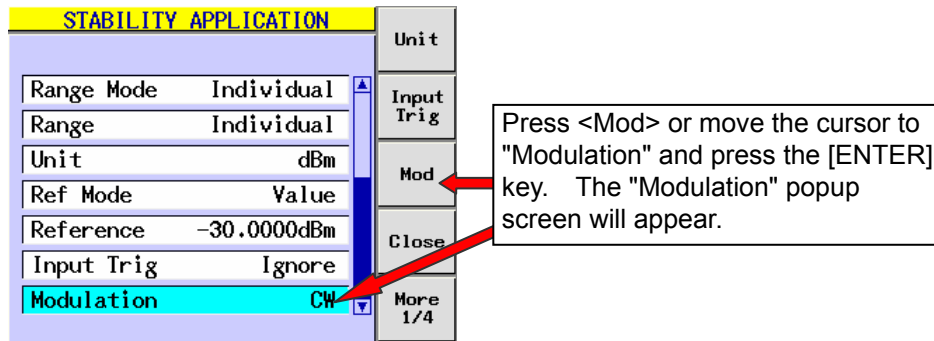 STABILITY APPLICATION
Range Mode Individual
Range Individual
Unit dBm
Ref Mode Value
Reference -30.0000dBm
Input Trig Ignore
Modulation CW
Unit
Input
Trig
Mod
Close
More
1/4
Press <Mod> or move the cursor to
"Modulation" and press the [ENTER]
key. The "Modulation" popup
screen will appear.